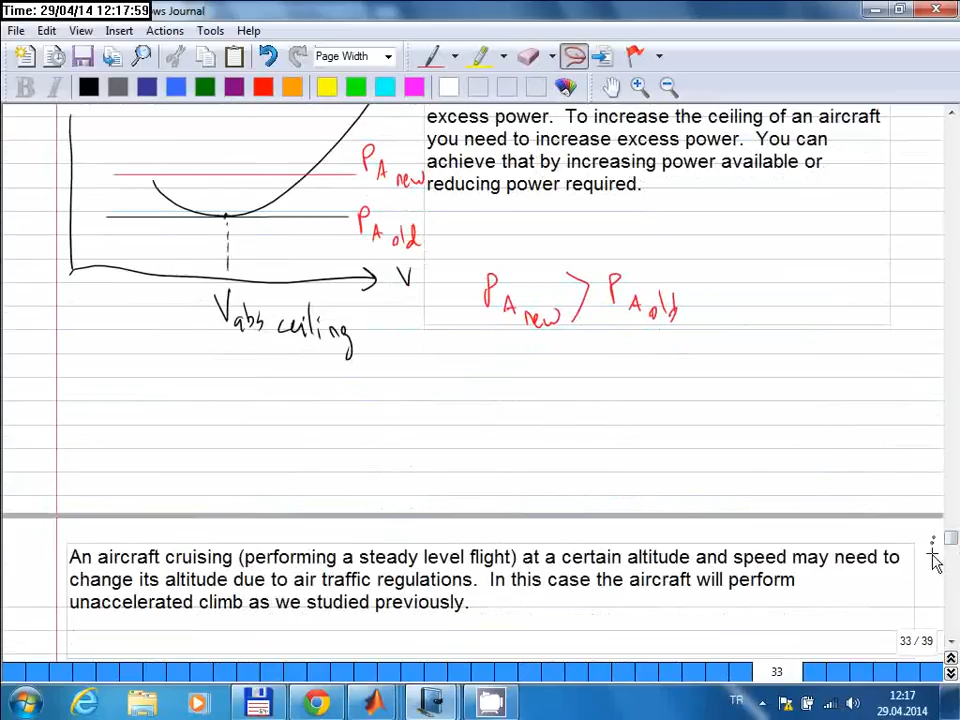 Time: 29/04/14 12:17:59
ws Journal
File Edit View Insert Actions Tools Help
Page Width
B I
excess power. To increase the ceiling of an aircraft
you need to increase excess power. You can
achieve that by increasing power available or
reducing power required.
P A new
P A old
V
V abs ceiling
P A new > P A old
An aircraft cruising (performing a steady level flight) at a certain altitude and speed may need to
change its altitude due to air traffic regulations. In this case the aircraft will perform
unaccelerated climb as we studied previously.
33 / 39
33
TR
12:17
29.04.2014